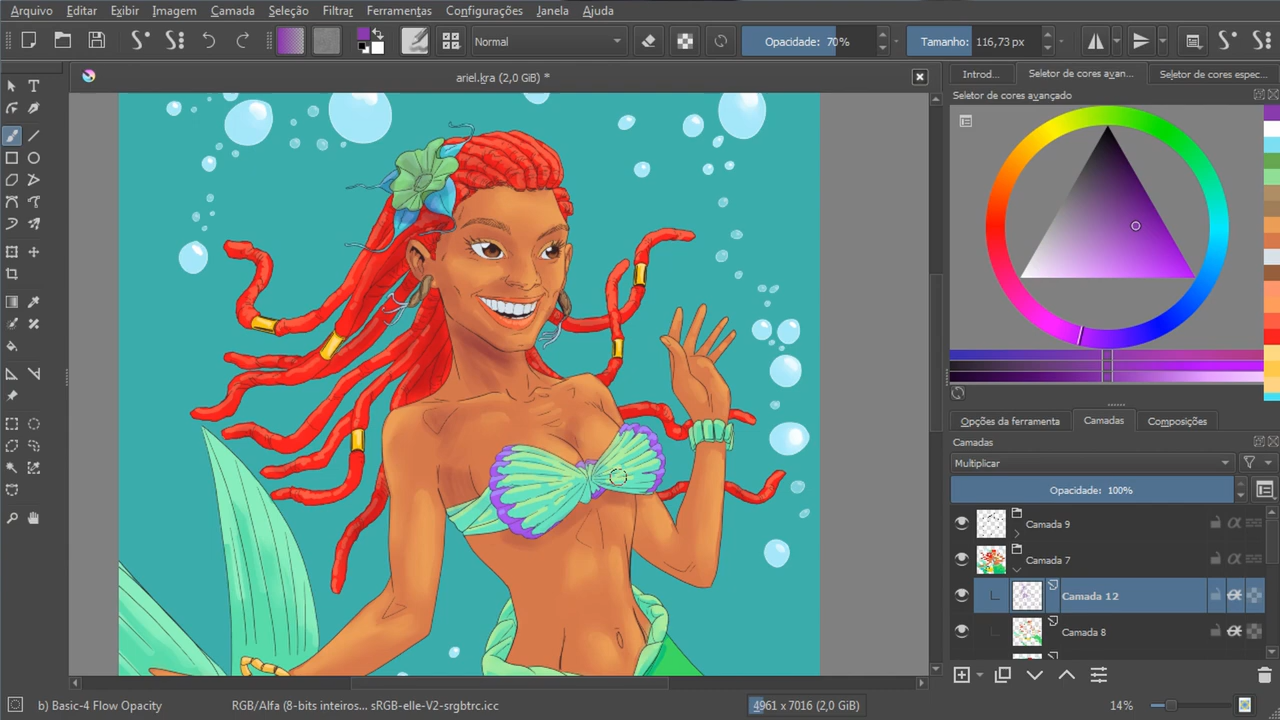 Arquivo Editar Exibir Imagem Camada Seleção Filtrar Ferramentas Configurações Janela Ajuda
Normal Opacidade: 70% Tamanho: 116,73 px
ariel.kra (2,0 GiB) *
Introd... Seletor de cores avan... Seletor de cores espec...
Seletor de cores avançado
Opções da ferramenta Camadas Composições
Camadas
Multiplicar
Opacidade: 100%
Camada 9
Camada 7
Camada 12
Camada 8
b) Basic-4 Flow Opacity RGB/Alfa (8-bits inteiros... sRGB-elle-V2-srgbtrc.icc 4961 x 7016 (2,0 GiB) 14%